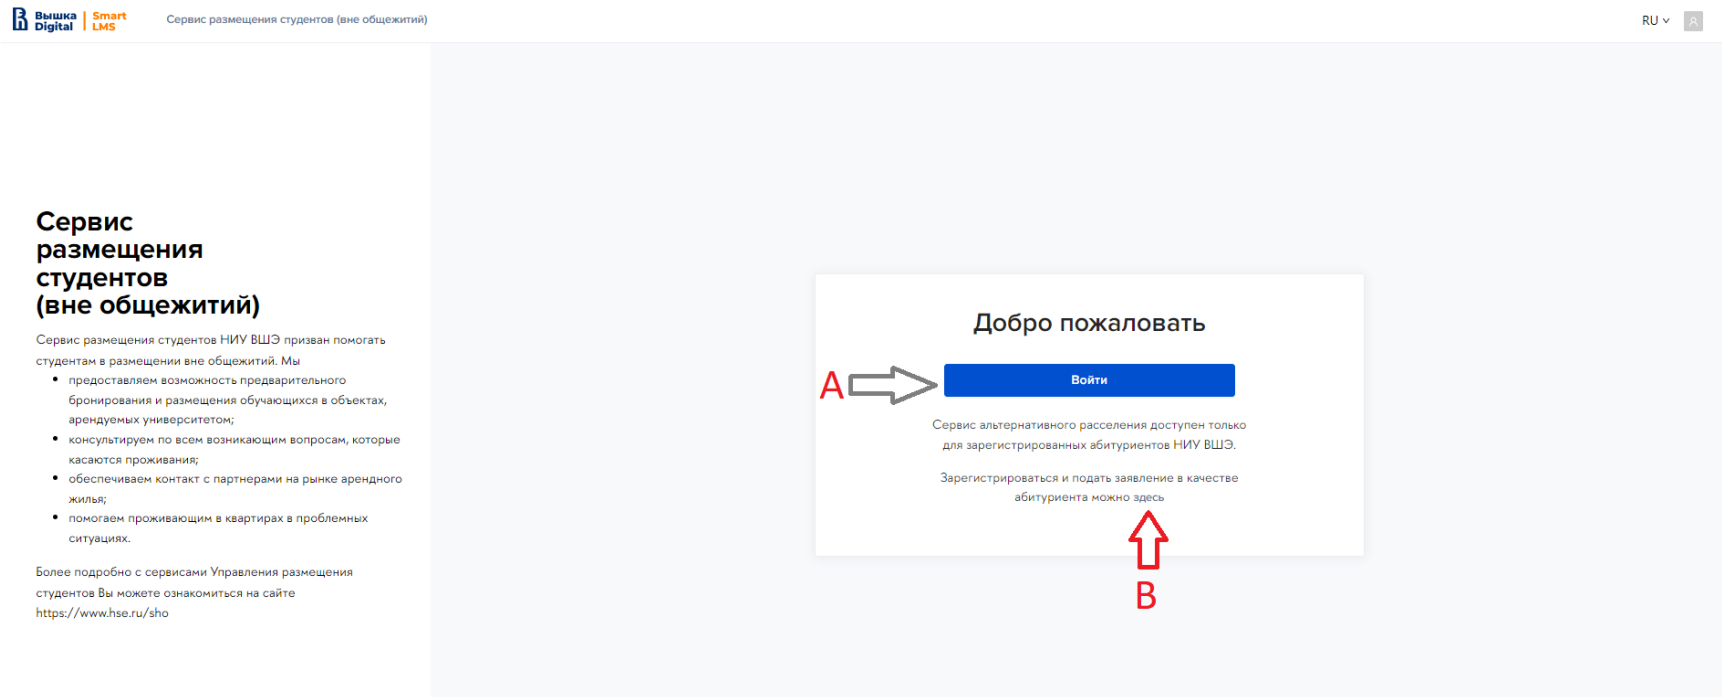 Вышка
Digital
Smart
LMS
Сервис размещения студентов (вне общежитий)
RU
Сервис
размещения
студентов
(вне общежитий)
Сервис размещения студентов НИУ ВШЭ призван помогать
студентам в размещении вне общежитий. Мы
предоставляем возможность предварительного
бронирования и размещения обучающихся в объектах,
арендуемых университетом;
консультируем по всем возникающим вопросам, которые
касаются проживания;
обеспечиваем контакт с партнерами на рынке арендного
жилья;
помогаем проживающим в квартирах в проблемных
ситуациях.
Более подробно с сервисами Управления размещения
студентов Вы можете ознакомиться на сайте
https://www.hse.ru/sho
Добро пожаловать
A
Войти
Сервис альтернативного расселения доступен только
для зарегистрированных абитуриентов НИУ ВШЭ.
Зарегистрироваться и подать заявление в качестве
абитуриента можно здесь
B